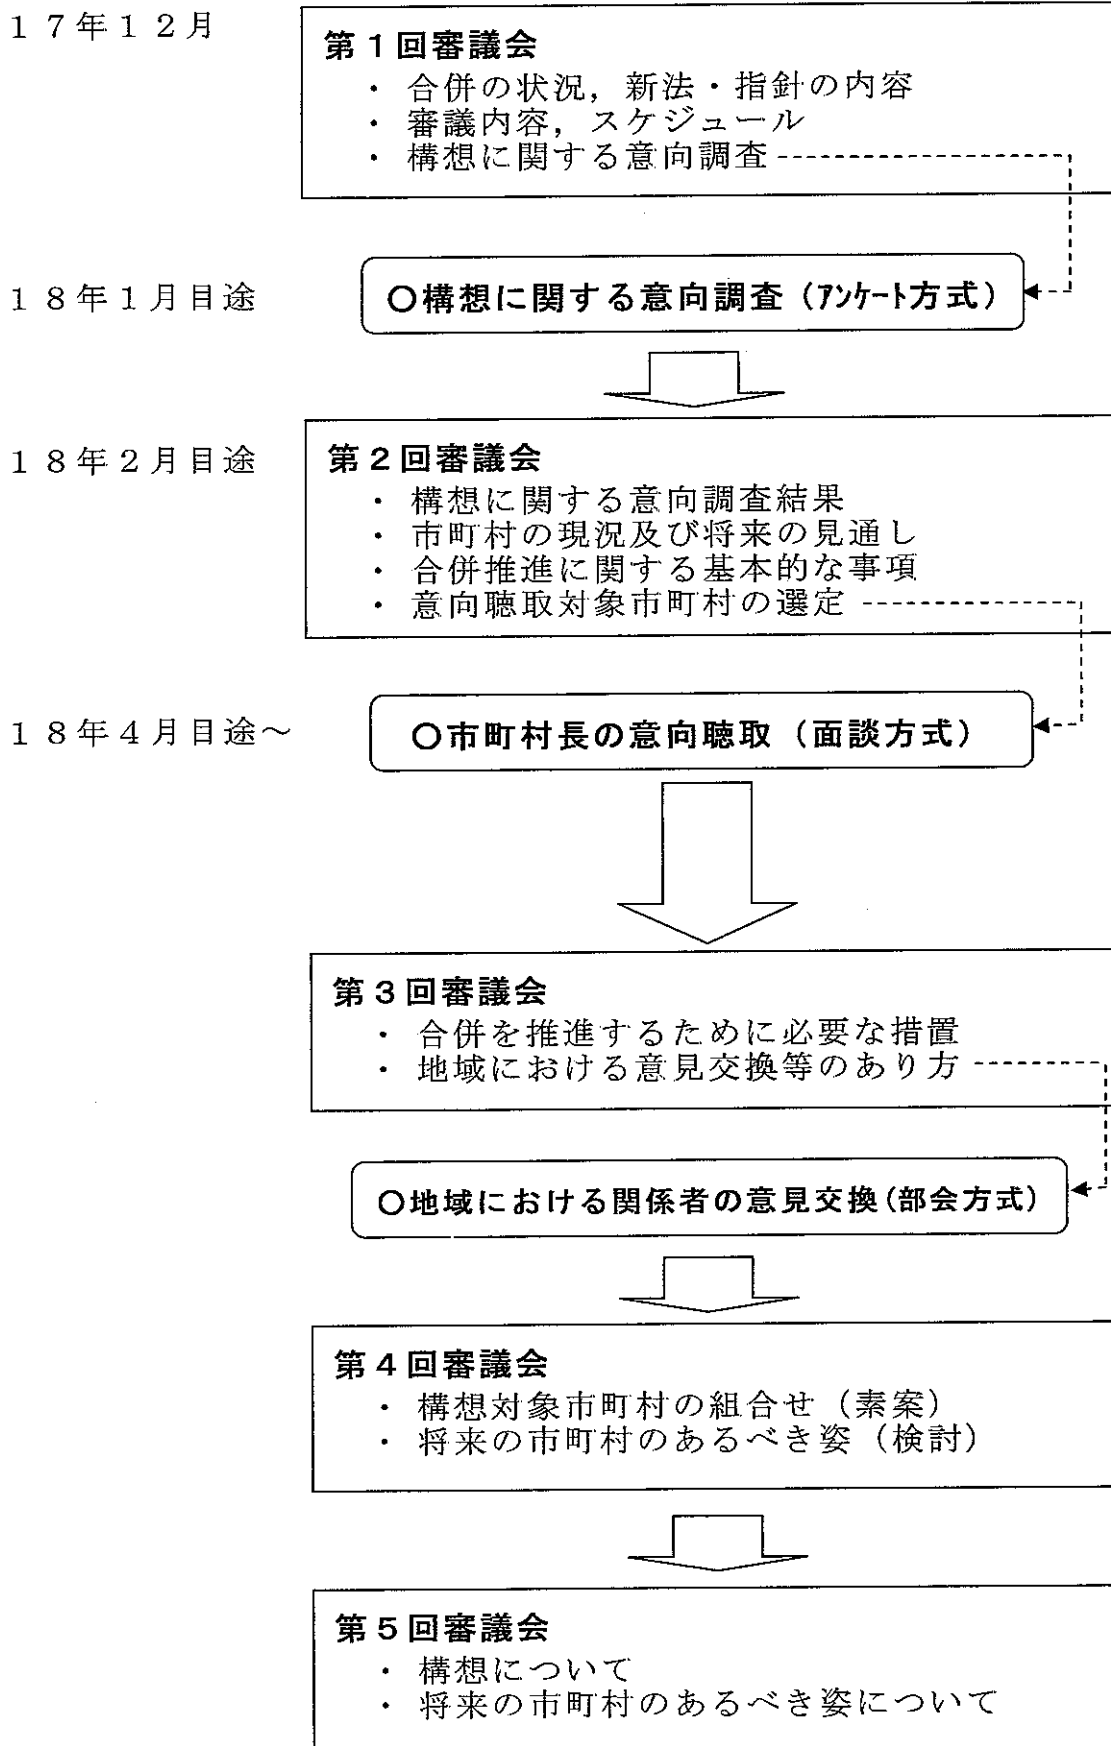 １７年１２月
第１回審議会
・ 合併の状況，新法・指針の内容
・ 審議内容，スケジュール
・ 構想に関する意向調査
１８年１月目途
○構想に関する意向調査（ｱﾝｹｰﾄ方式）
１８年２月目途
第２回審議会
・ 構想に関する意向調査結果
・ 市町村の現況及び将来の見通し
・ 合併推進に関する基本的な事項
・ 意向聴取対象市町村の選定
１８年４月目途～
○市町村長の意向聴取（面談方式）
第３回審議会
・ 合併を推進するために必要な措置
・ 地域における意見交換等のあり方
○地域における関係者の意見交換(部会方式)
第４回審議会
・ 構想対象市町村の組合せ（素案）
・ 将来の市町村のあるべき姿（検討）
第５回審議会
・ 構想について
・ 将来の市町村のあるべき姿について